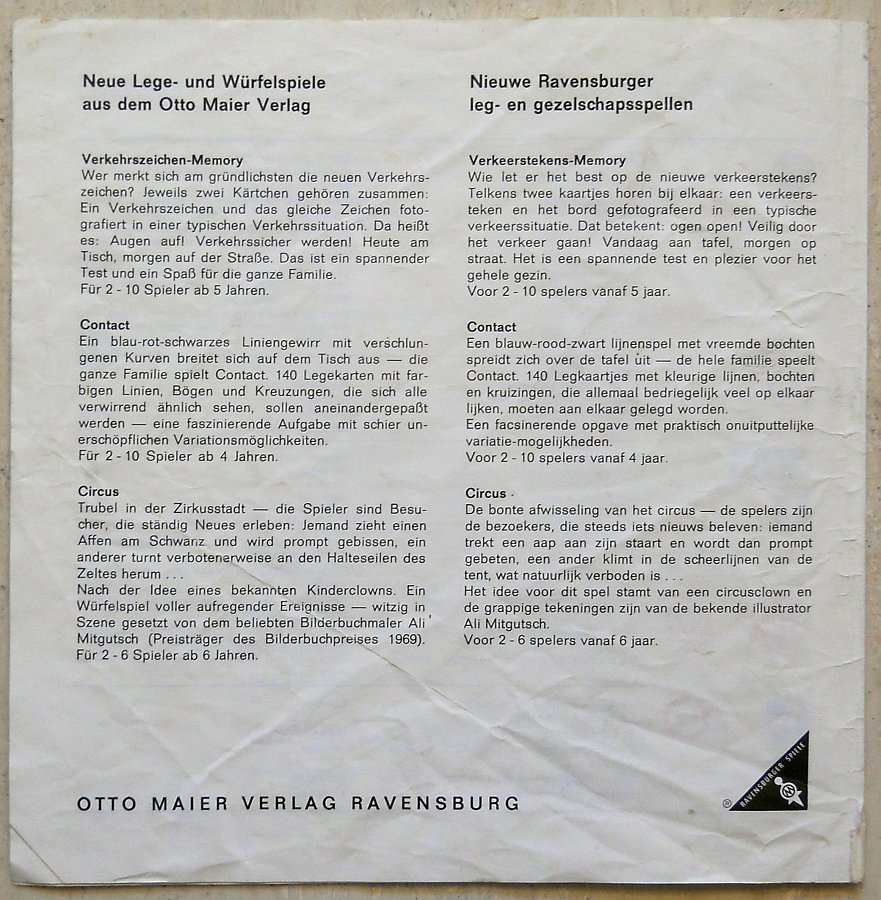 Neue Lege- und Würfelspiele
aus dem Otto Maier Verlag
Verkehrszeichen-Memory
Wer merkt sich am gründlichsten die neuen Verkehrs-
zeichen? Jeweils zwei Kärtchen gehören zusammen:
Ein Verkehrszeichen und das gleiche Zeichen foto-
grafiert in einer typischen Verkehrssituation. Da heißt
es: Augen auf! Verkehrssicher werden! Heute am
Tisch, morgen auf der Straße. Das ist ein spannender
Test und ein Spaß für die ganze Familie.
Für 2 - 10 Spieler ab 5 Jahren.
Contact
Ein blau-rot-schwarzes Liniengewirr mit verschlun-
genen Kurven breitet sich auf dem Tisch aus — die
ganze Familie spielt Contact. 140 Legekarten mit far-
bigen Linien, Bögen und Kreuzungen, die sich alle
verwirrend ähnlich sehen, sollen aneinandergepaßt
werden — eine faszinierende Aufgabe mit schier un-
erschöpflichen Variationsmöglichkeiten.
Für 2 - 10 Spieler ab 4 Jahren.
Circus
Trubel in der Zirkusstadt — die Spieler sind Besu-
cher, die ständig Neues erleben: Jemand zieht einen
Affen am Schwanz und wird prompt gebissen, ein
anderer turnt verbotenerweise an den Halteseilen des
Zeltes herum . . .
Nach der Idee eines bekannten Kinderclowns. Ein
Würfelspiel voller aufregender Ereignisse — witzig in
Szene gesetzt von dem beliebten Bilderbuchmaler Ali
Mitgutsch (Preisträger des Bilderbuchpreises 1969).
Für 2 - 6 Spieler ab 6 Jahren.
Nieuwe Ravensburger
leg- en gezelschapsspellen
Verkeerstekens-Memory
Wie let er het best op de nieuwe verkeerstekens?
Telkens twee kaartjes horen bij elkaar: een verkeers-
teken en het bord gefotografeerd in een typische
verkeerssituatie. Dat betekent: ogen open! Veilig door
het verkeer gaan! Vandaag aan tafel, morgen op
straat. Het is een spannende test en plezier voor het
gehele gezin.
Voor 2 - 10 spelers vanaf 5 jaar.
Contact
Een blauw-rood-zwart lijnenspel met vreemde bochten
spreidt zich over de tafel uit — de hele familie speelt
Contact. 140 Legkaartjes met kleurige lijnen, bochten
en kruizingen, die allemaal bedriegelijk veel op elkaar
lijken, moeten aan elkaar gelegd worden.
Een facsinerende opgave met praktisch onuitputtelijke
variatie-mogelijkheden.
Voor 2 - 10 spelers vanaf 4 jaar.
Circus
De bonte afwisseling van het circus — de spelers zijn
de bezoekers, die steeds iets nieuws beleven: iemand
trekt een aap aan zijn staart en wordt dan prompt
gebeten, een ander klimt in de scheerlijnen van de
tent, wat natuurlijk verboden is . . .
Het idee voor dit spel stamt van een circusclown en
de grappige tekeningen zijn van de bekende illustrator
Ali Mitgutsch.
Voor 2 - 6 spelers vanaf 6 jaar.
OTTO MAIER VERLAG RAVENSBURG
® RAVENSBURGER SPIELE